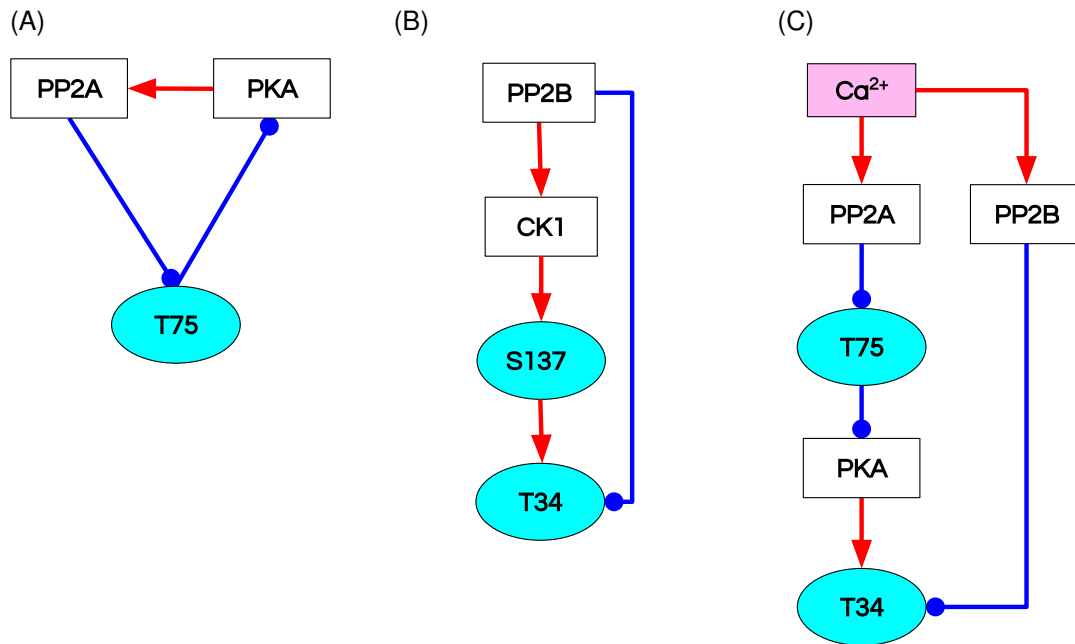 (A)
PP2A
PKA
T75
(B)
PP2B
CK1
S137
T34
(C)
Ca²⁺
PP2A
PP2B
T75
PKA
T34